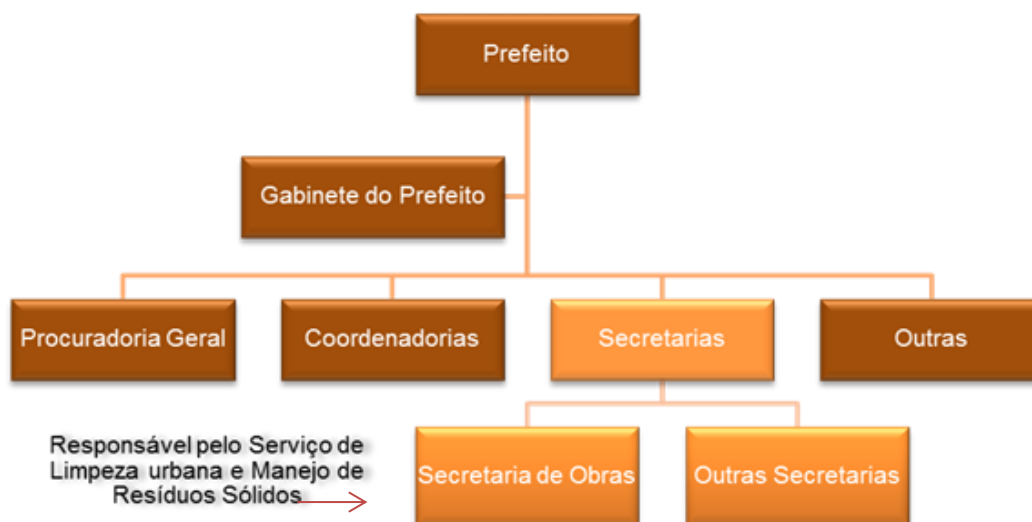 Prefeito
Gabinete do Prefeito
Procuradoria Geral
Coordenadorias
Secretarias
Outras
Responsável pelo Serviço de
Limpeza urbana e Manejo de
Resíduos Sólidos
Secretaria de Obras
Outras Secretarias